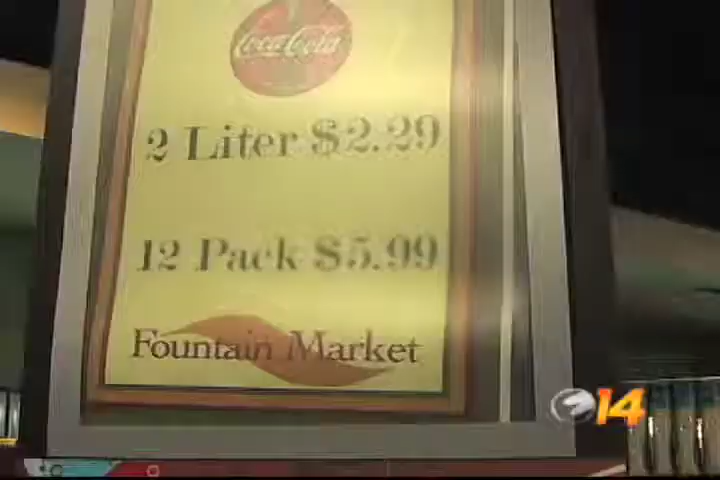 Coca-Cola
2 Liter $2.29
12 Pack $5.99
Fountain Market
14